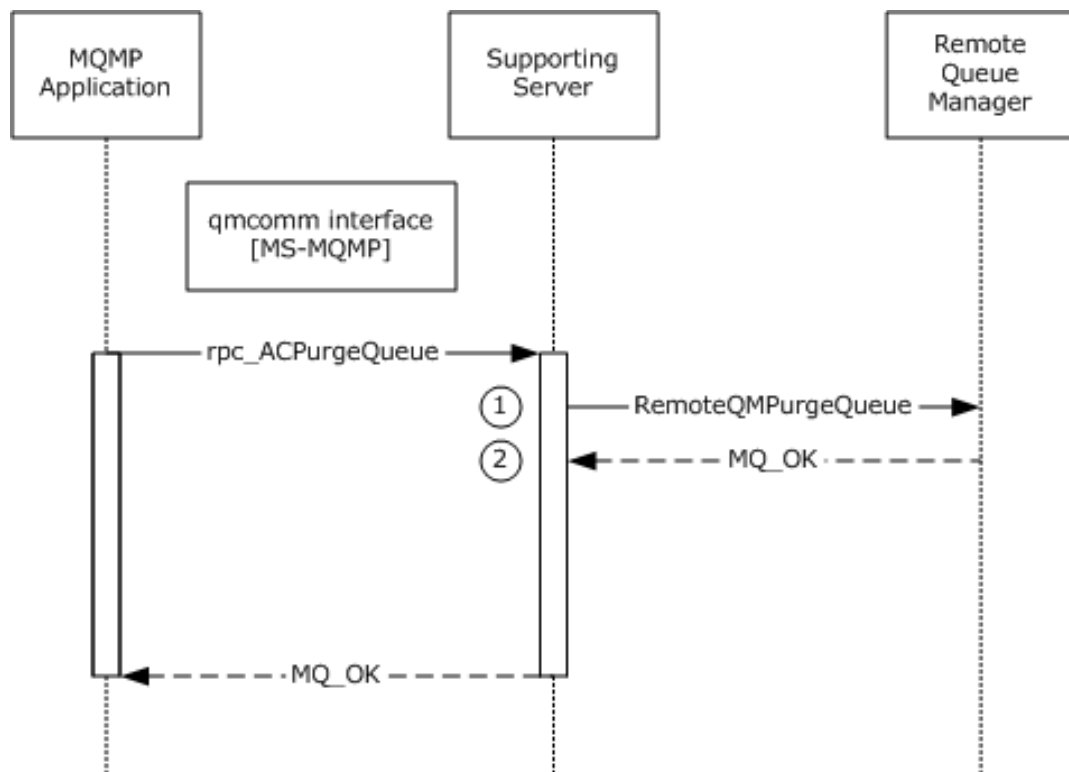 MQMP
Application
Supporting
Server
Remote
Queue
Manager
qmcomm interface
[MS-MQMP]
rpc_ACPurgeQueue
1
RemoteQMPurgeQueue
2
MQ_OK
MQ_OK